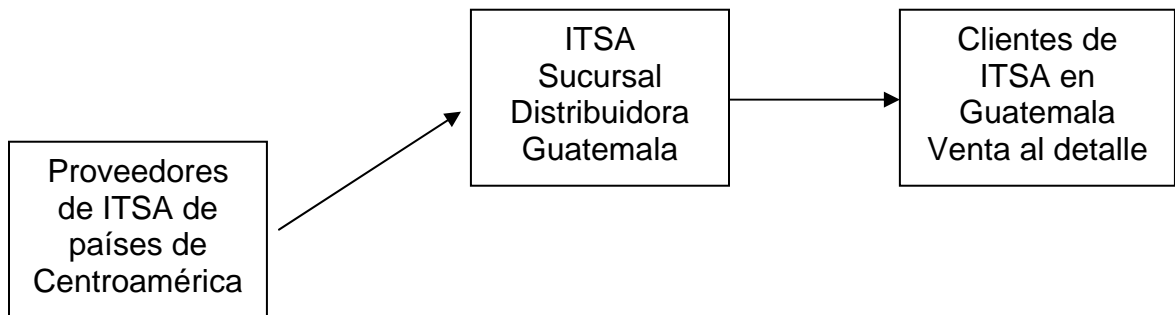 Proveedores
de ITSA de
países de
Centroamérica
ITSA
Sucursal
Distribuidora
Guatemala
Clientes de
ITSA en
Guatemala
Venta al detalle